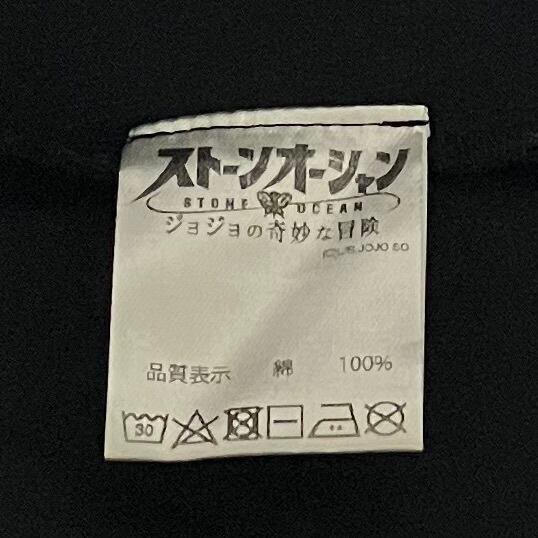 ストーンオーシャン
STONE OCEAN
ジョジョの奇妙な冒険
品質表示 綿 100%
30